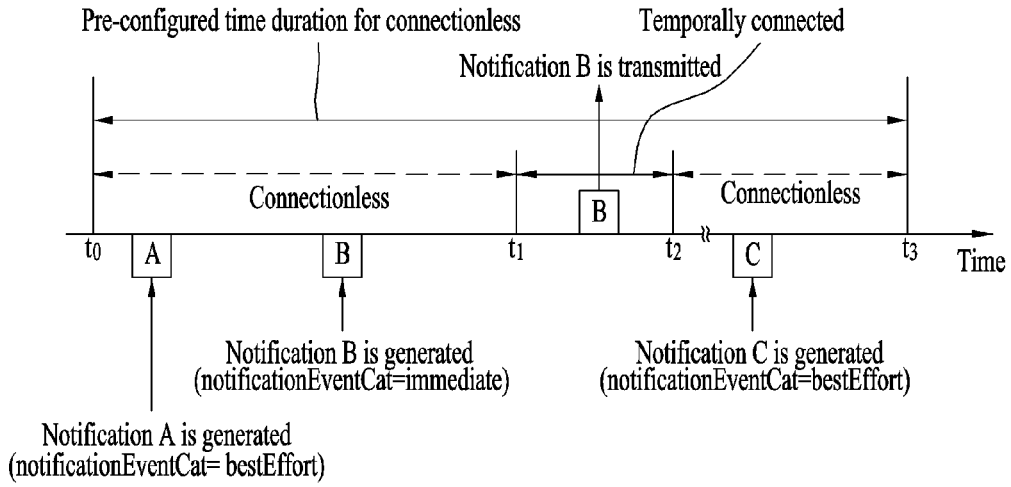 Pre-configured time duration for connectionless
Temporally connected
Notification B is transmitted
Connectionless
B
Connectionless
t0
A
B
t1
t2
C
t3
Time
Notification B is generated
(notificationEventCat=immediate)
Notification C is generated
(notificationEventCat=bestEffort)
Notification A is generated
(notificationEventCat= bestEffort)